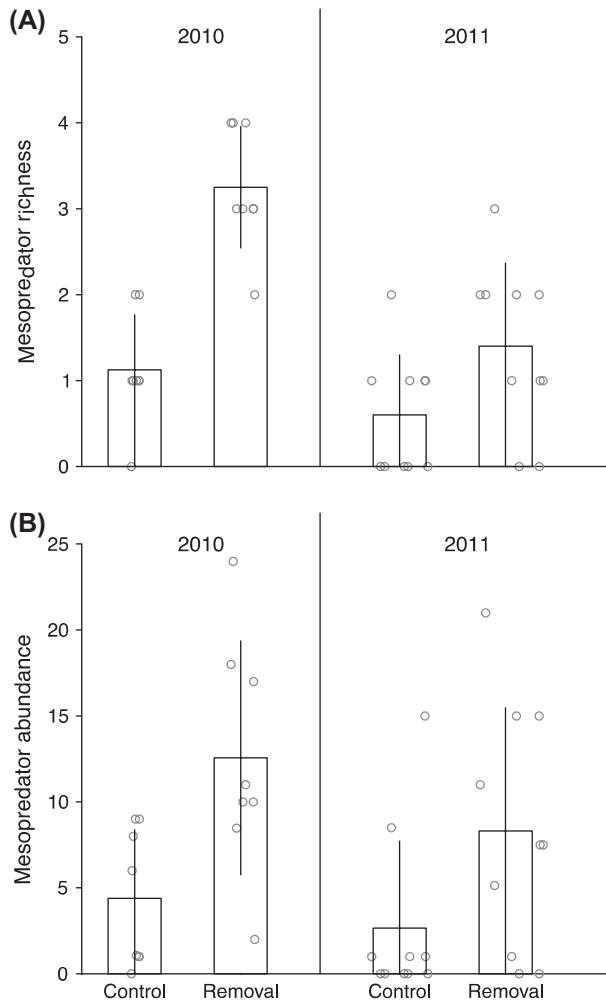 (A)
2010 2011
5
4
3
2
1
0
Mesopredator richness
(B)
2010 2011
25
20
15
10
5
0
Mesopredator abundance
Control Removal Control Removal